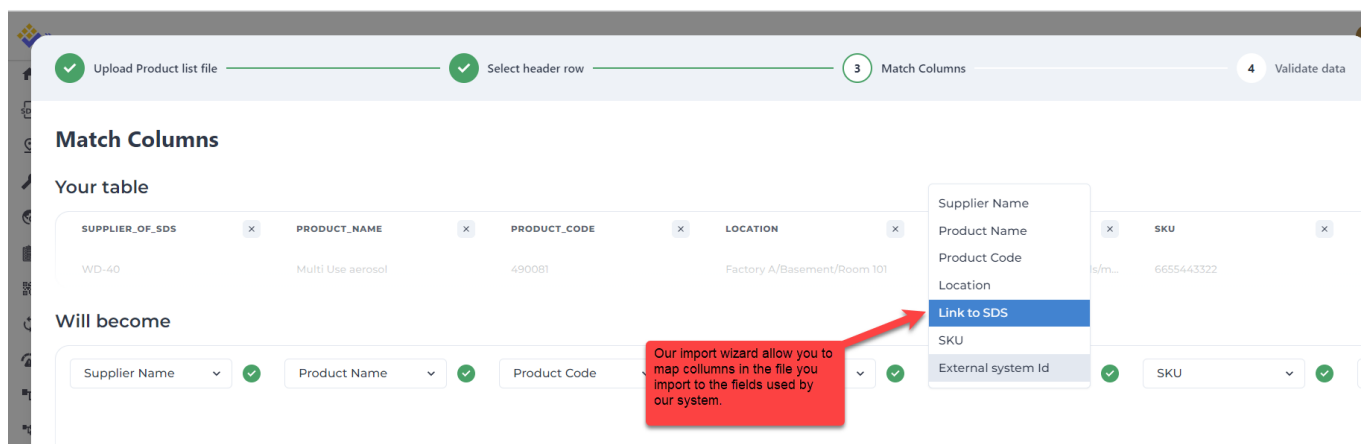 Upload Product list file
Select header row
3 Match Columns
4 Validate data
Match Columns
Your table
SUPPLIER_OF_SDS
PRODUCT_NAME
PRODUCT_CODE
LOCATION
SKU
WD-40
Multi Use aerosol
490081
Factory A/Basement/Room 101
6655443322
Supplier Name
Product Name
Product Code
Location
Link to SDS
SKU
External system Id
Will become
Supplier Name
Product Name
Product Code
SKU
Our import wizard allow you to
map collumns in the file you
import to the fields used by
our system.